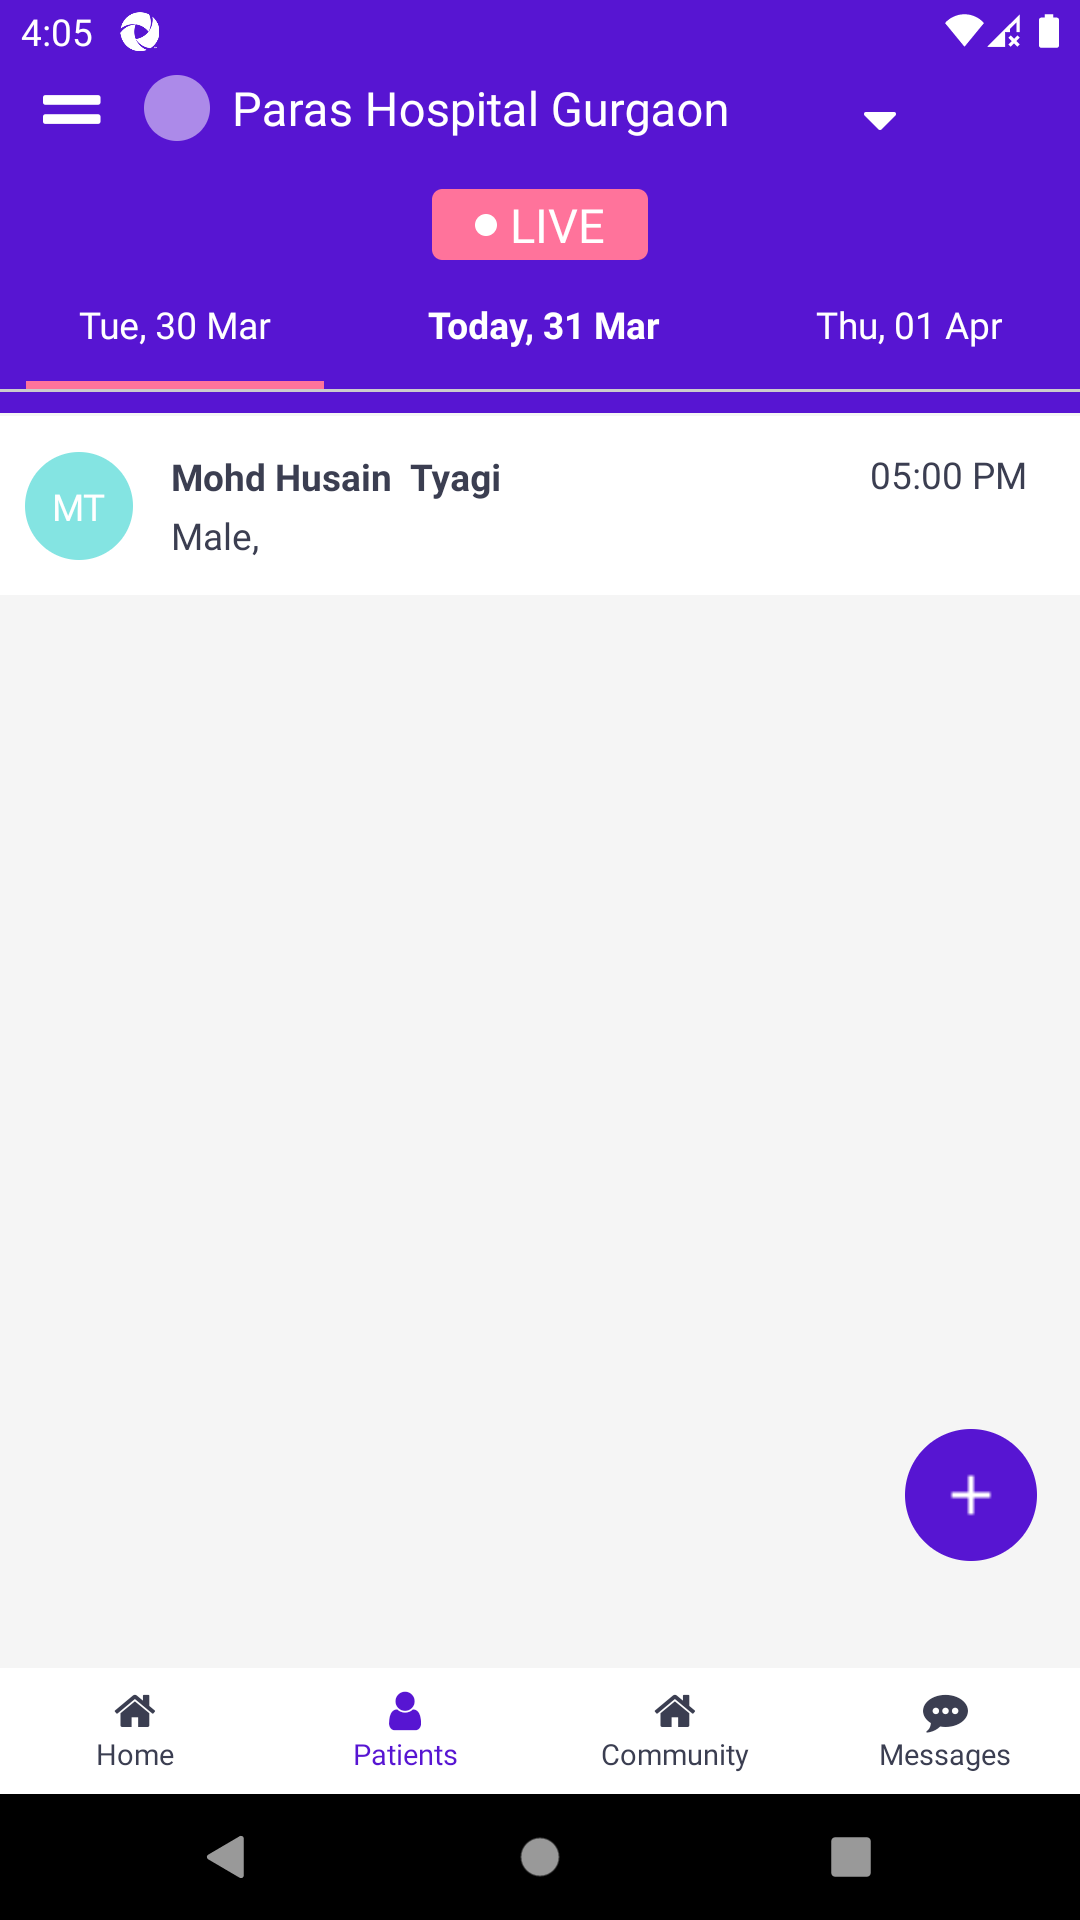 4:05
Paras Hospital Gurgaon
LIVE
Tue, 30 Mar Today, 31 Mar Thu, 01 Apr
MT Mohd Husain  Tyagi 05:00 PM
Male,
Home Patients Community Messages